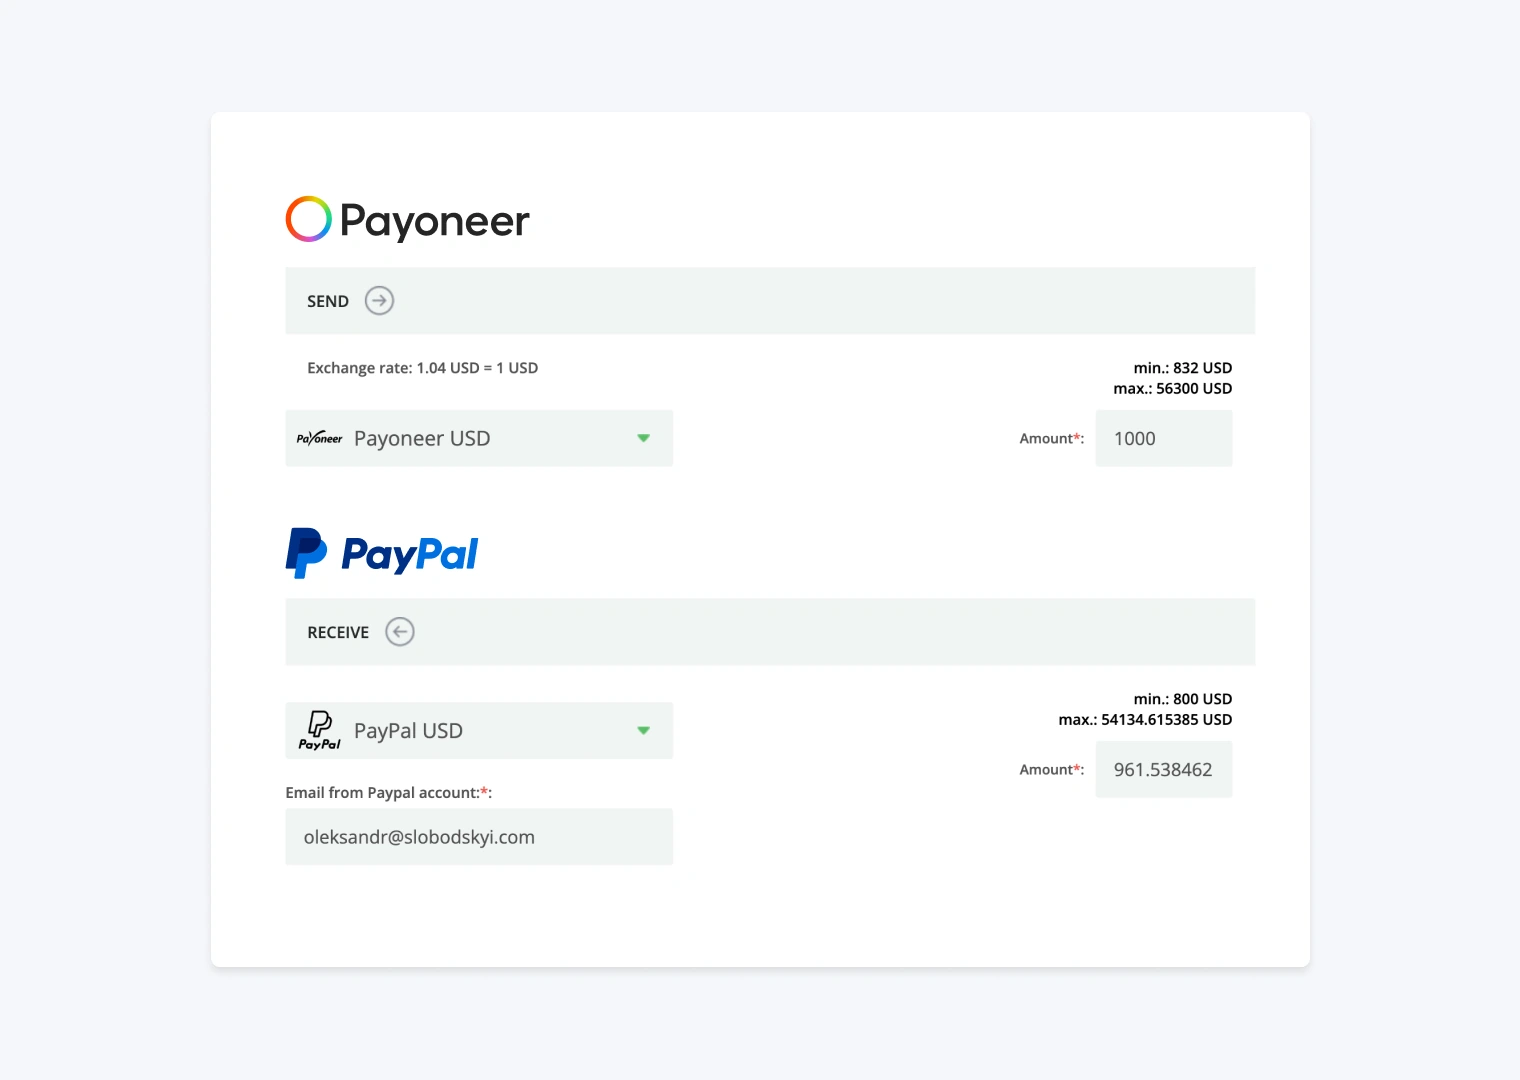 Payoneer
SEND
Exchange rate: 1.04 USD = 1 USD
min.: 832 USD
max.: 56300 USD
Payoneer Payoneer USD
Amount*: 1000
PayPal
RECEIVE
min.: 800 USD
max.: 54134.615385 USD
PayPal PayPal USD
Amount*: 961.538462
Email from Paypal account:*:
oleksandr@slobodskyi.com